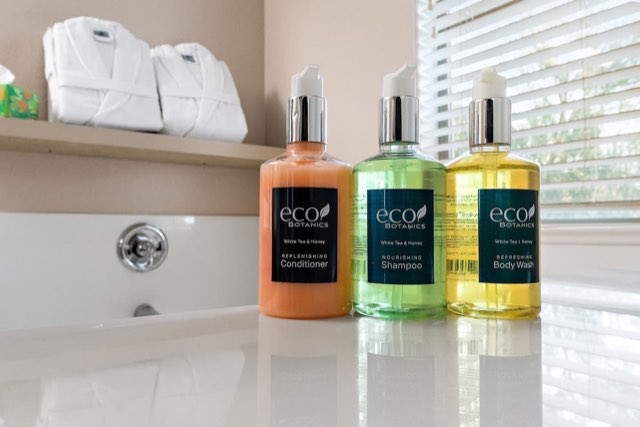 eco
BOTANICS
White Tea & Honey
REPLENISHING
Conditioner
eco
BOTANICS
White Tea & Honey
NOURISHING
Shampoo
eco
BOTANICS
White Tea & Honey
REFRESHING
Body Wash